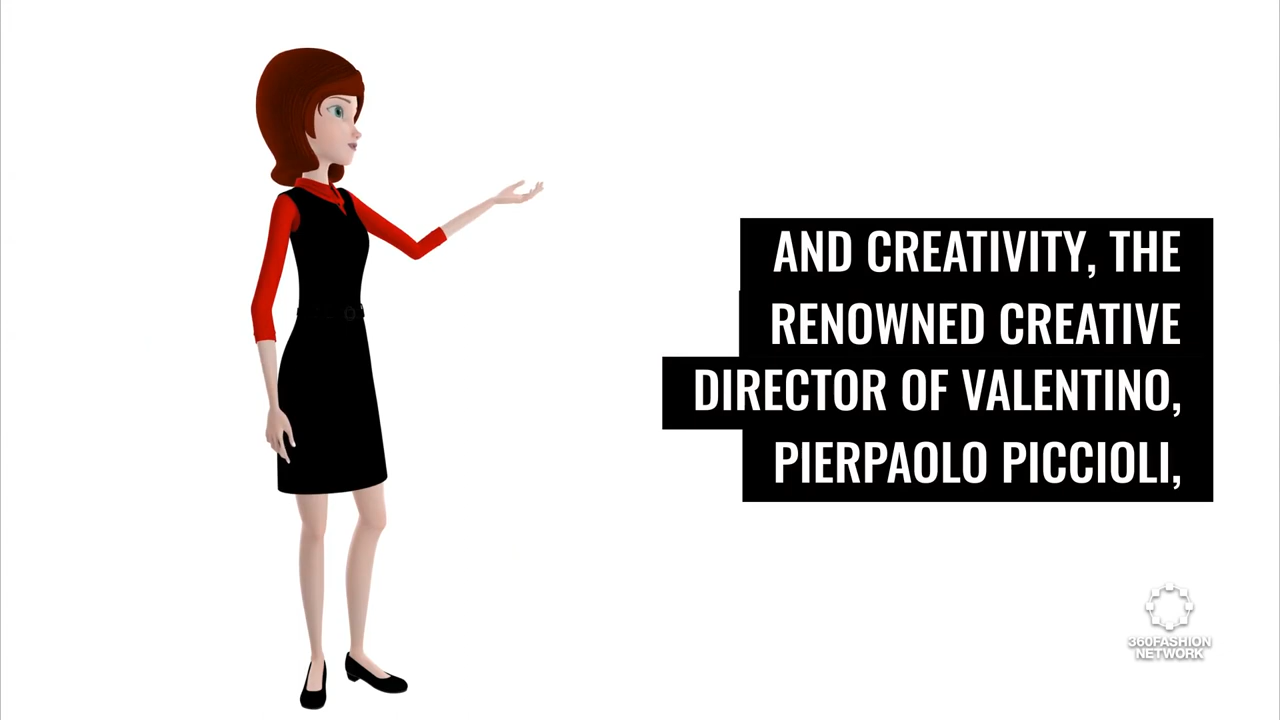 AND CREATIVITY, THE
RENOWNED CREATIVE
DIRECTOR OF VALENTINO,
PIERPAOLO PICCIOLI,
360FASHION
NETWORK